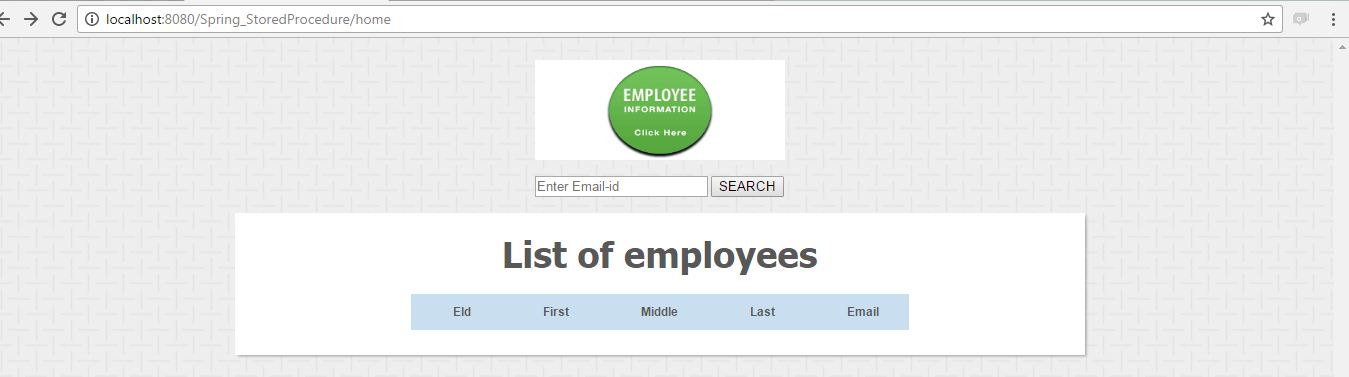 localhost:8080/Spring_StoredProcedure/home
EMPLOYEE
INFORMATION
Click Here
Enter Email-id SEARCH
List of employees
EId First Middle Last Email